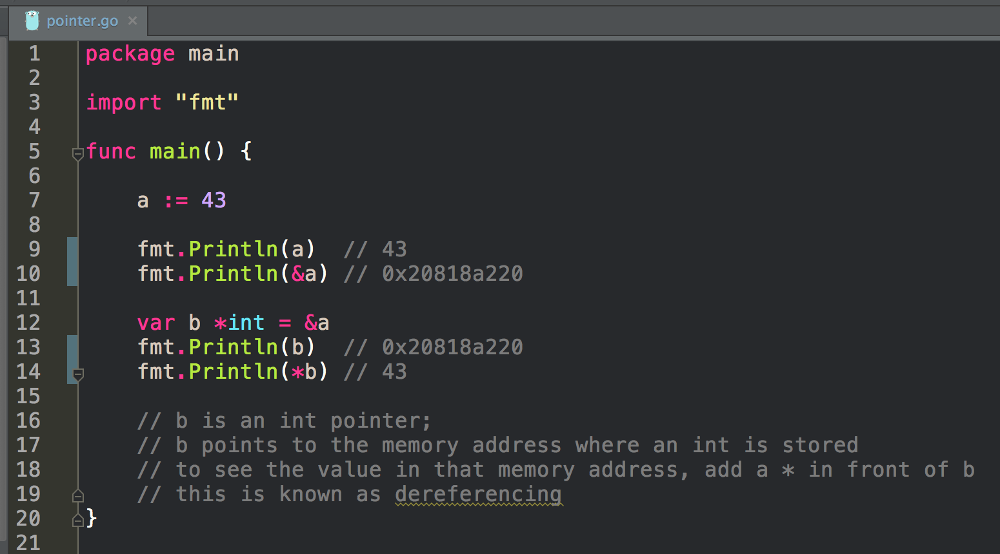 pointer.go ×
1 package main
2
3 import "fmt"
4
5 func main() {
6
7     a := 43
8
9     fmt.Println(a)  // 43
10     fmt.Println(&a) // 0x20818a220
11
12     var b *int = &a
13     fmt.Println(b)  // 0x20818a220
14     fmt.Println(*b) // 43
15
16     // b is an int pointer;
17     // b points to the memory address where an int is stored
18     // to see the value in that memory address, add a * in front of b
19     // this is known as dereferencing
20 }
21